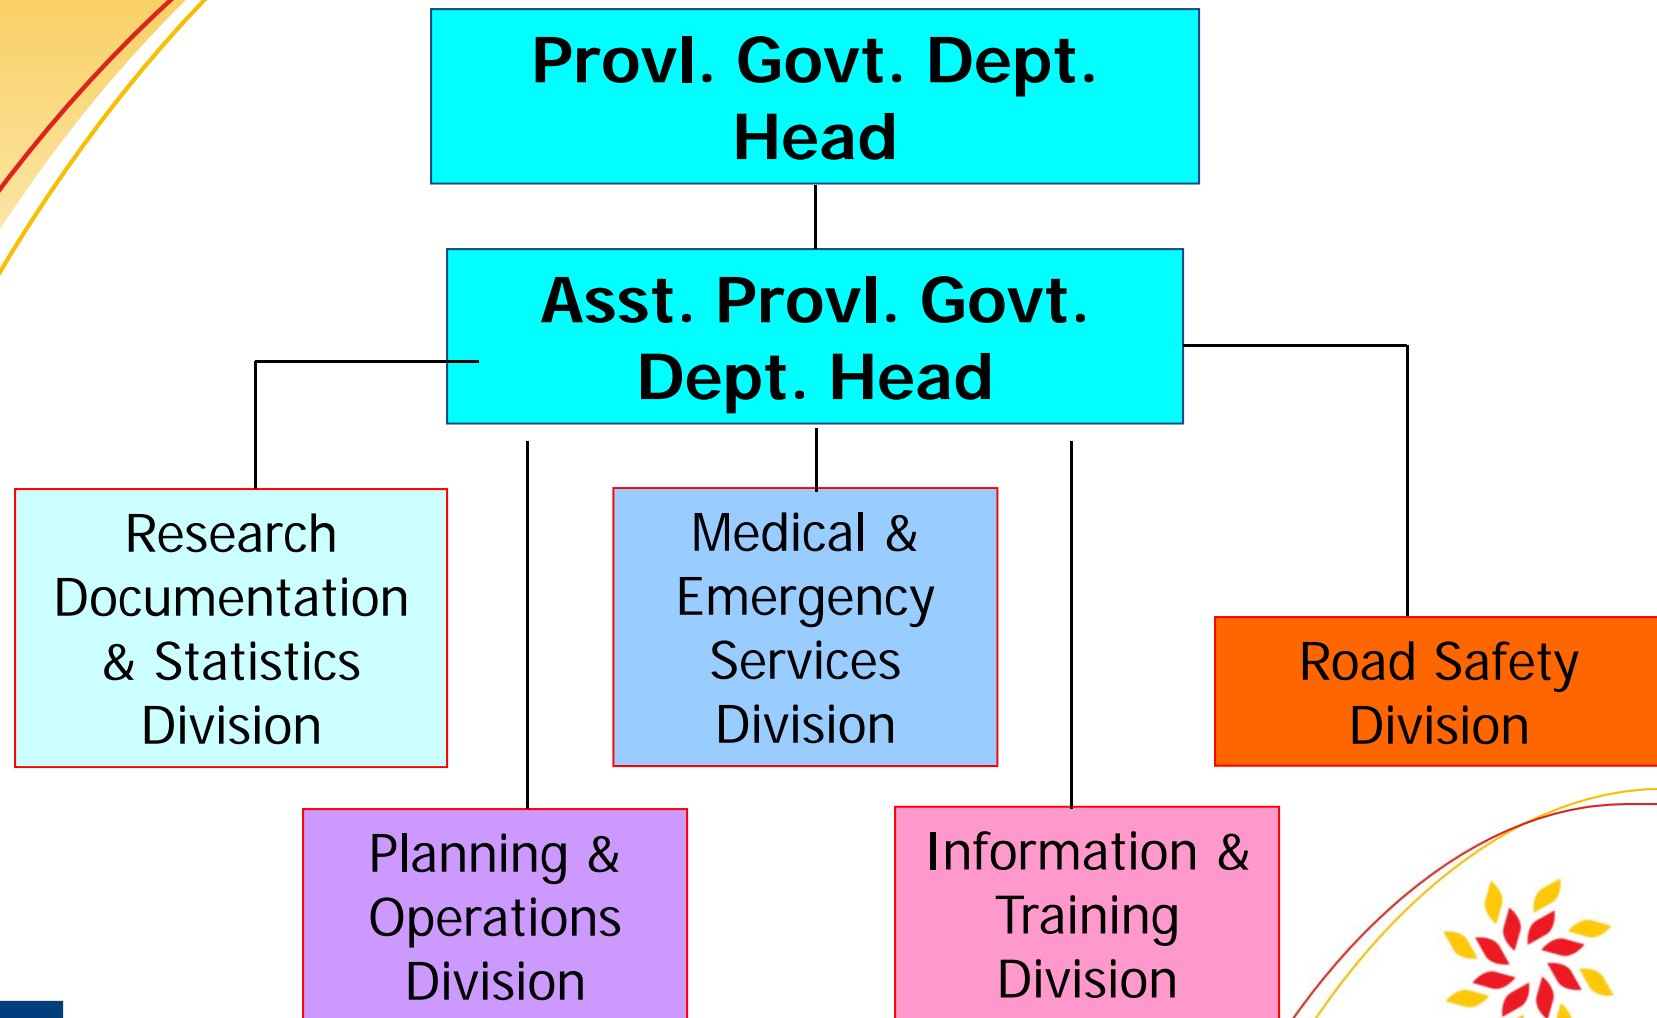 Provl. Govt. Dept.
Head
Asst. Provl. Govt.
Dept. Head
Research
Documentation
& Statistics
Division
Medical &
Emergency
Services
Division
Road Safety
Division
Planning &
Operations
Division
Information &
Training
Division